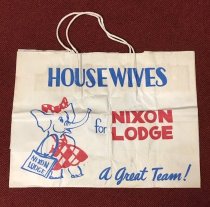 HOUSEWIVES
for NIXON
LODGE
NIXON
LODGE
A Great Team!